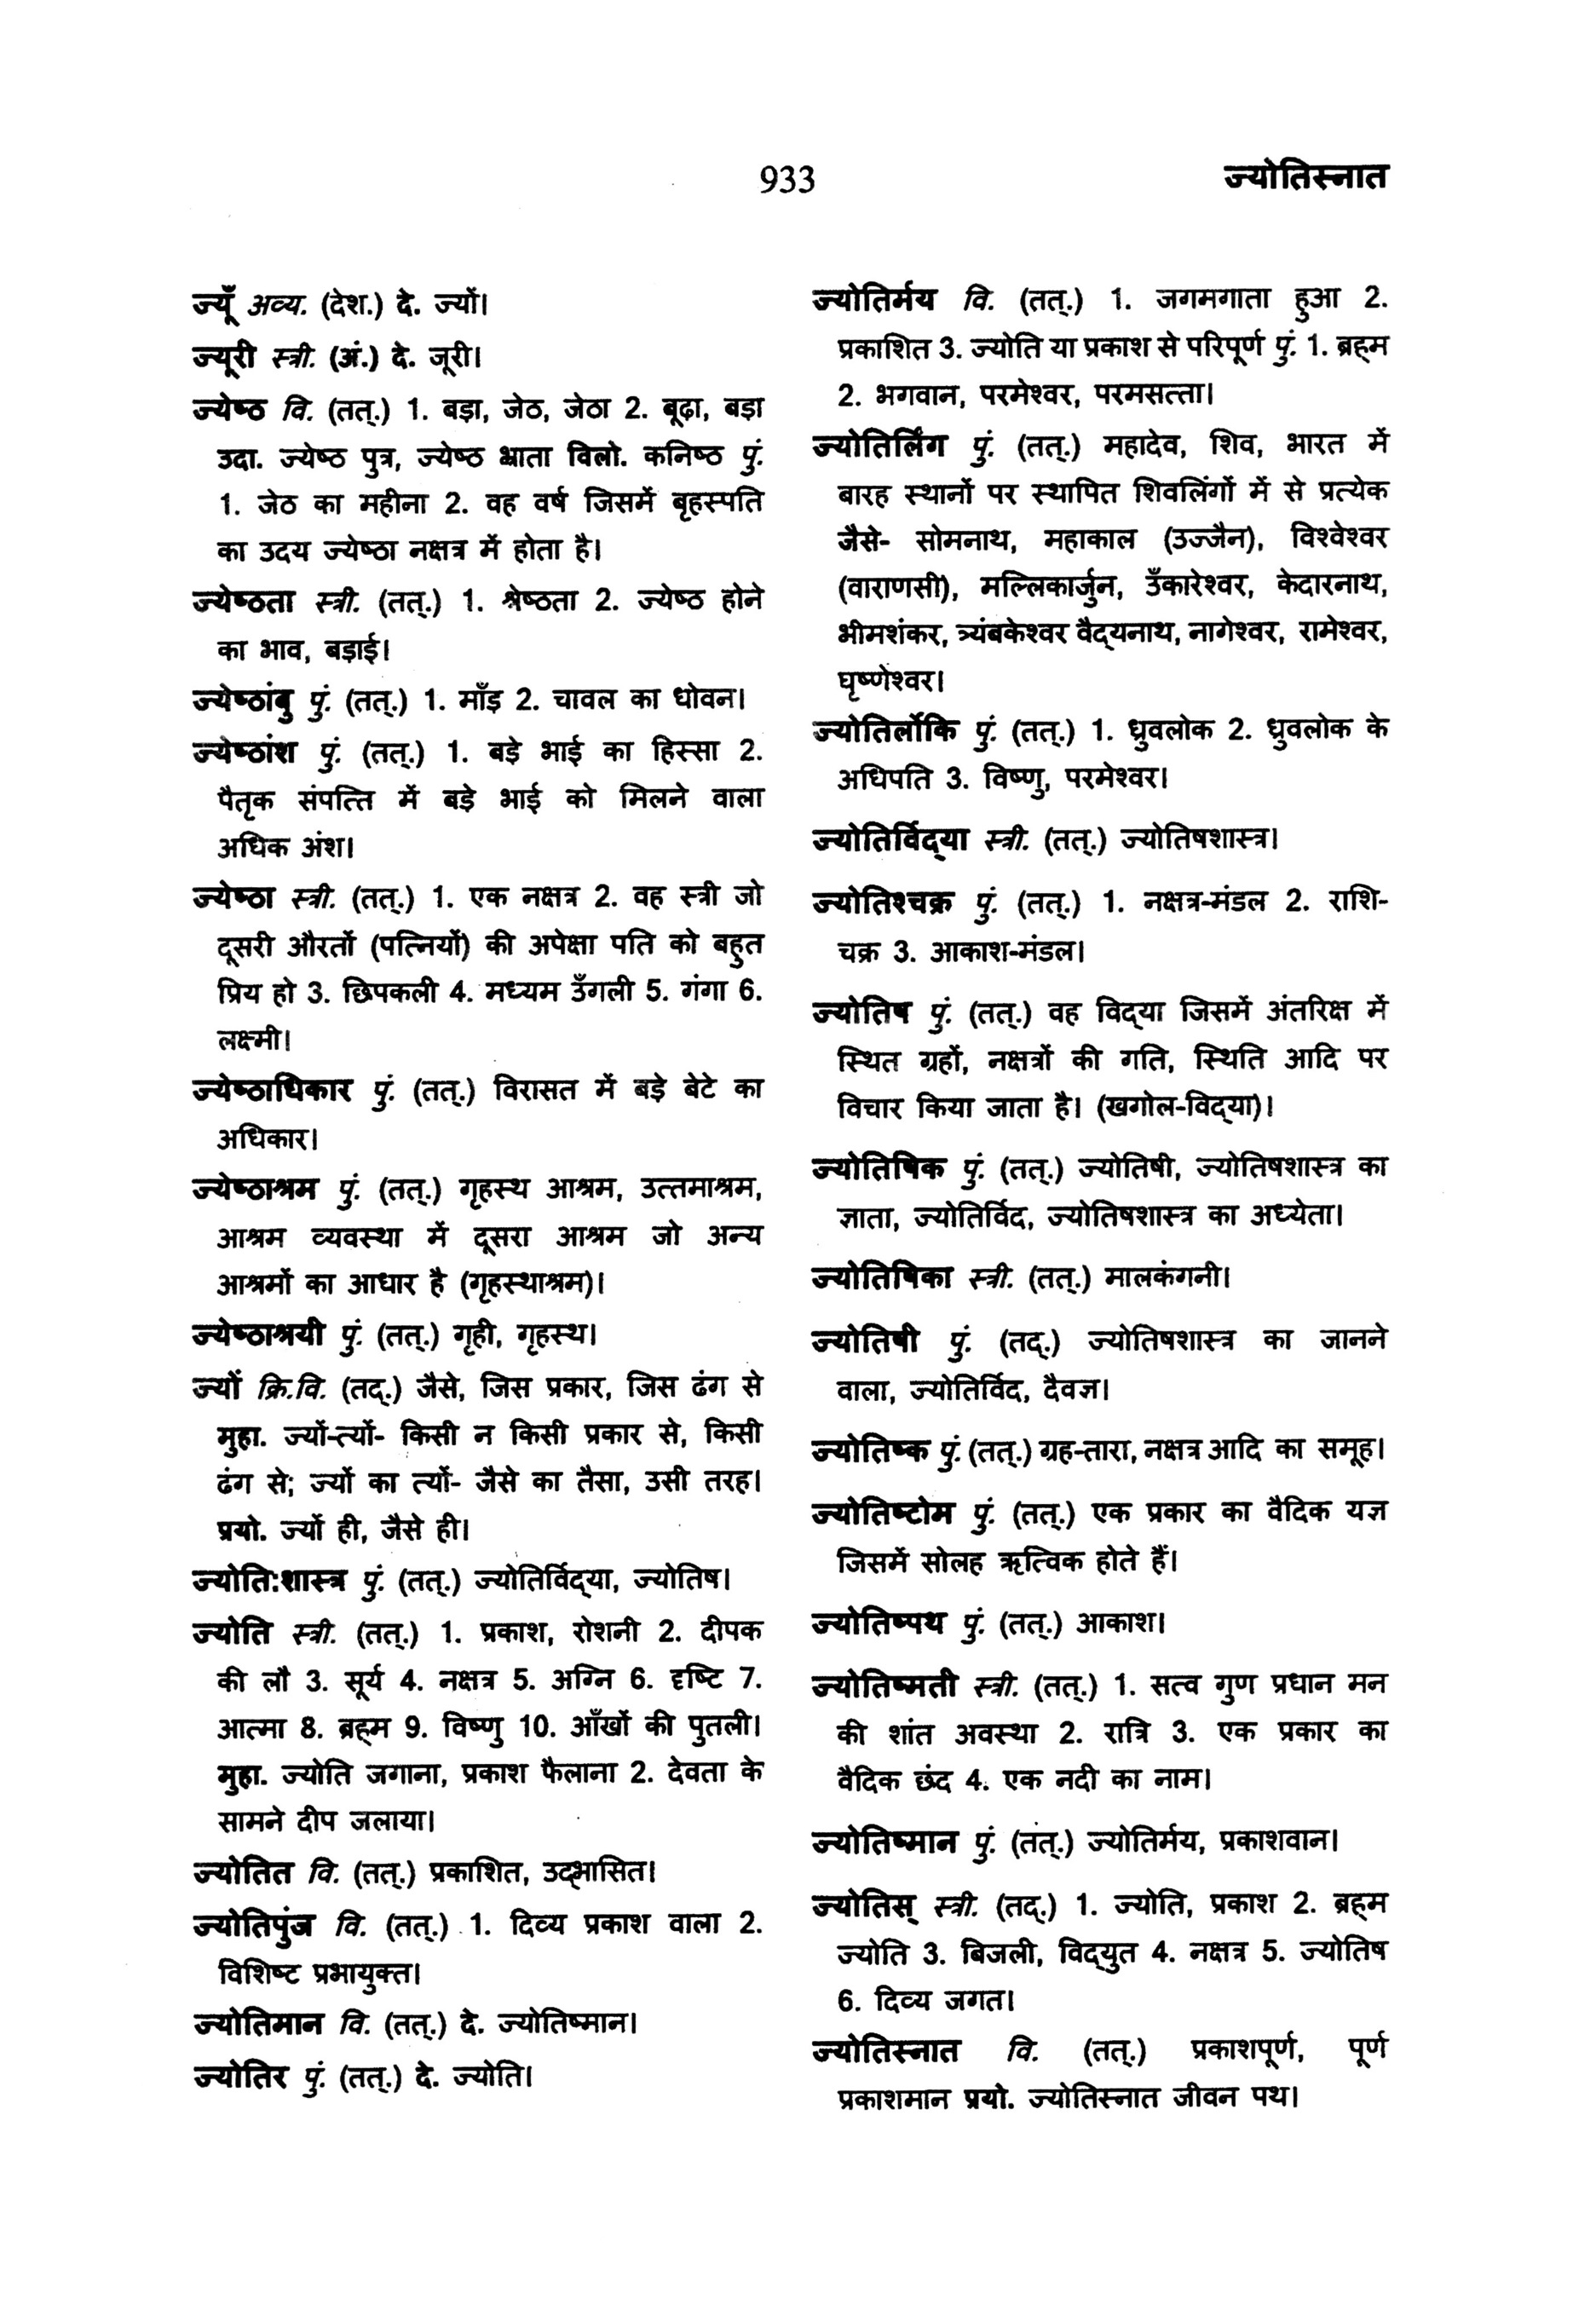 933
ज्योतिस्नात
ज्यूँ अव्य. (देश.) दे. ज्यों।
ज्यूरी स्त्री. (अं.) दे. जूरी।
ज्येष्ठ वि. (तत्.) 1. बड़ा, जेठ, जेठा 2. बूढ़ा, बड़ा
उदा. ज्येष्ठ पुत्र, ज्येष्ठ भ्राता विलो. कनिष्ठ पुं.
1. जेठ का महीना 2. वह वर्ष जिसमें बृहस्पति
का उदय ज्येष्ठा नक्षत्र में होता है।
ज्येष्ठता स्त्री. (तत्.) 1. श्रेष्ठता 2. ज्येष्ठ होने
का भाव, बड़ाई।
ज्येष्ठांबु पुं. (तत्.) 1. माँड़ 2. चावल का धोवन।
ज्येष्ठांश पुं. (तत्.) 1. बड़े भाई का हिस्सा 2.
पैतृक संपत्ति में बड़े भाई को मिलने वाला
अधिक अंश।
ज्येष्ठा स्त्री. (तत्.) 1. एक नक्षत्र 2. वह स्त्री जो
दूसरी औरतों (पत्नियों) की अपेक्षा पति को बहुत
प्रिय हो 3. छिपकली 4. मध्यम उँगली 5. गंगा 6.
लक्ष्मी।
ज्येष्ठाधिकार पुं. (तत्.) विरासत में बड़े बेटे का
अधिकार।
ज्येष्ठाश्रम पुं. (तत्.) गृहस्थ आश्रम, उत्तमाश्रम,
आश्रम व्यवस्था में दूसरा आश्रम जो अन्य
आश्रमों का आधार है (गृहस्थाश्रम)।
ज्येष्ठाश्रयी पुं. (तत्.) गृही, गृहस्थ।
ज्यों क्रि.वि. (तद्.) जैसे, जिस प्रकार, जिस ढंग से
मुहा. ज्यों-त्यों- किसी न किसी प्रकार से, किसी
ढंग से; ज्यों का त्यों- जैसे का तैसा, उसी तरह।
प्रयो. ज्यों ही, जैसे ही।
ज्योति:शास्त्र पुं. (तत्.) ज्योतिर्विद्‌या, ज्योतिष।
ज्योति स्त्री. (तत्.) 1. प्रकाश, रोशनी 2. दीपक
की लौ 3. सूर्य 4. नक्षत्र 5. अग्नि 6. दृष्टि 7.
आत्मा 8. ब्रह्‌म 9. विष्णु 10. आँखों की पुतली।
मुहा. ज्योति जगाना, प्रकाश फैलाना 2. देवता के
सामने दीप जलाया।
ज्योतित वि. (तत्.) प्रकाशित, उद्‌भासित।
ज्योतिपुंज वि. (तत्.) 1. दिव्य प्रकाश वाला 2.
विशिष्ट प्रभायुक्त।
ज्योतिमान वि. (तत्.) दे. ज्योतिष्मान।
ज्योतिर पुं. (तत्.) दे. ज्योति।
ज्योतिर्मय वि. (तत्.) 1. जगमगाता हुआ 2.
प्रकाशित 3. ज्योति या प्रकाश से परिपूर्ण पुं. 1. ब्रह्‌म
2. भगवान, परमेश्वर, परमसत्ता।
ज्योतिर्लिंग पुं. (तत्.) महादेव, शिव, भारत में
बारह स्थानों पर स्थापित शिवलिंगों में से प्रत्येक
जैसे- सोमनाथ, महाकाल (उज्जैन), विश्वेश्वर
(वाराणसी), मल्लिकार्जुन, उँकारेश्वर, केदारनाथ,
भीमशंकर, त्र्यंबकेश्वर वैद्‌यनाथ, नागेश्वर, रामेश्वर,
घृष्णेश्वर।
ज्योतिर्लोकि पुं. (तत्.) 1. ध्रुवलोक 2. ध्रुवलोक के
अधिपति 3. विष्णु, परमेश्वर।
ज्योतिर्विद्‌या स्त्री. (तत्.) ज्योतिषशास्त्र।
ज्योतिश्चक्र पुं. (तत्.) 1. नक्षत्र-मंडल 2. राशि-
चक्र 3. आकाश-मंडल।
ज्योतिष पुं. (तत्.) वह विद्‌या जिसमें अंतरिक्ष में
स्थित ग्रहों, नक्षत्रों की गति, स्थिति आदि पर
विचार किया जाता है। (खगोल-विद्‌या)।
ज्योतिषिक पुं. (तत्.) ज्योतिषी, ज्योतिषशास्त्र का
ज्ञाता, ज्योतिर्विद, ज्योतिषशास्त्र का अध्येता।
ज्योतिषिका स्त्री. (तत्.) मालकंगनी।
ज्योतिषी पुं. (तद्.) ज्योतिषशास्त्र का जानने
वाला, ज्योतिर्विद, दैवज्ञ।
ज्योतिष्क पुं. (तत्.) ग्रह-तारा, नक्षत्र आदि का समूह।
ज्योतिष्टोम पुं. (तत्.) एक प्रकार का वैदिक यज्ञ
जिसमें सोलह ऋत्विक होते हैं।
ज्योतिष्पथ पुं. (तत्.) आकाश।
ज्योतिष्मती स्त्री. (तत्.) 1. सत्व गुण प्रधान मन
की शांत अवस्था 2. रात्रि 3. एक प्रकार का
वैदिक छंद 4. एक नदी का नाम।
ज्योतिष्मान पुं. (तत्.) ज्योतिर्मय, प्रकाशवान।
ज्योतिस् स्त्री. (तद्.) 1. ज्योति, प्रकाश 2. ब्रह्‌म
ज्योति 3. बिजली, विद्‌युत 4. नक्षत्र 5. ज्योतिष
6. दिव्य जगत।
ज्योतिस्नात वि. (तत्.) प्रकाशपूर्ण, पूर्ण
प्रकाशमान प्रयो. ज्योतिस्नात जीवन पथ।